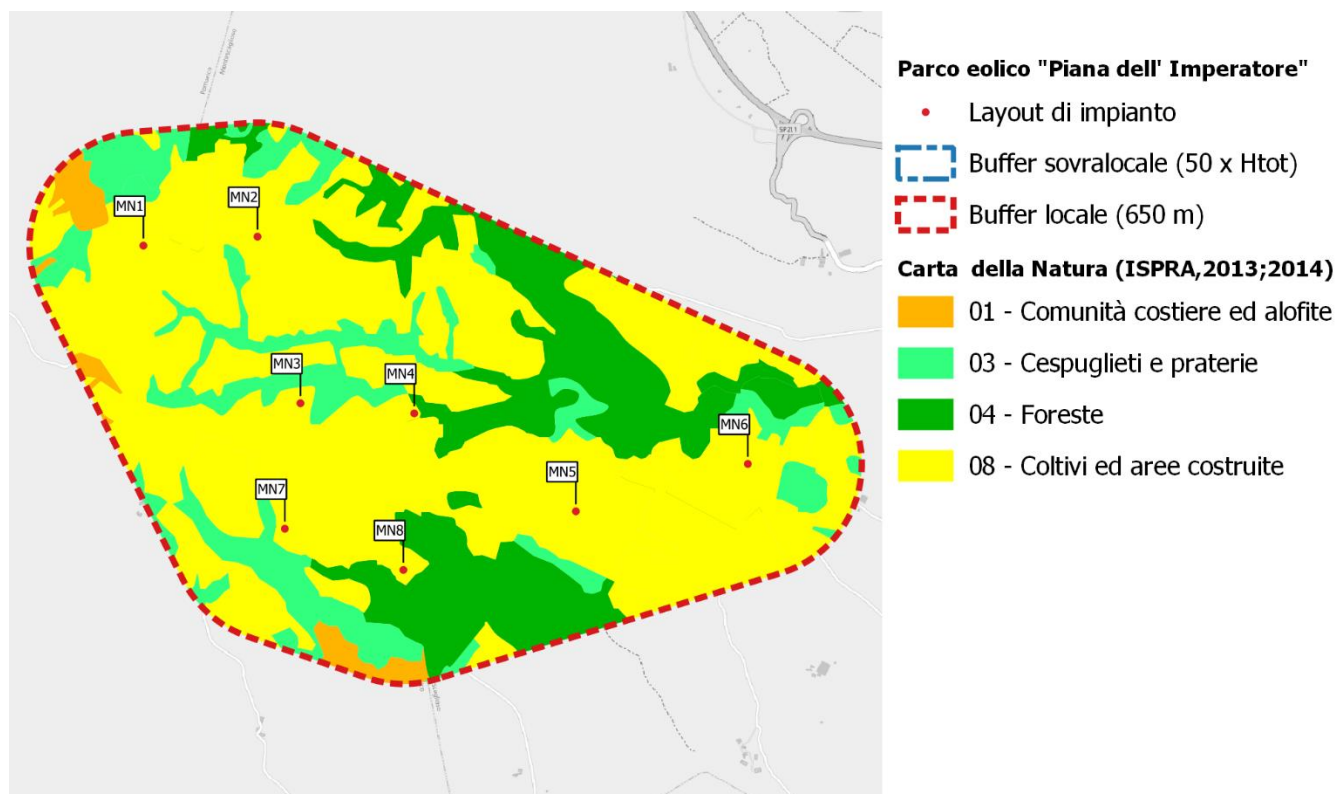 Pomarico
Montescaglioso
SP211
MN1
MN2
MN3
MN4
MN6
MN5
MN7
MN8
Parco eolico "Piana dell' Imperatore"
Layout di impianto
Buffer sovralocale (50 x Htot)
Buffer locale (650 m)
Carta della Natura (ISPRA,2013;2014)
01 - Comunità costiere ed alofite
03 - Cespuglieti e praterie
04 - Foreste
08 - Coltivi ed aree costruite